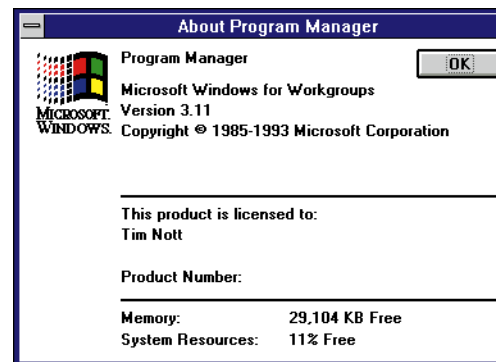 About Program Manager
Program Manager
OK
Microsoft Windows for Workgroups
MICROSOFT.
Version 3.11
WINDOWS.
Copyright © 1985-1993 Microsoft Corporation
This product is licensed to:
Tim Nott
Product Number:
Memory: 29,104 KB Free
System Resources: 11% Free